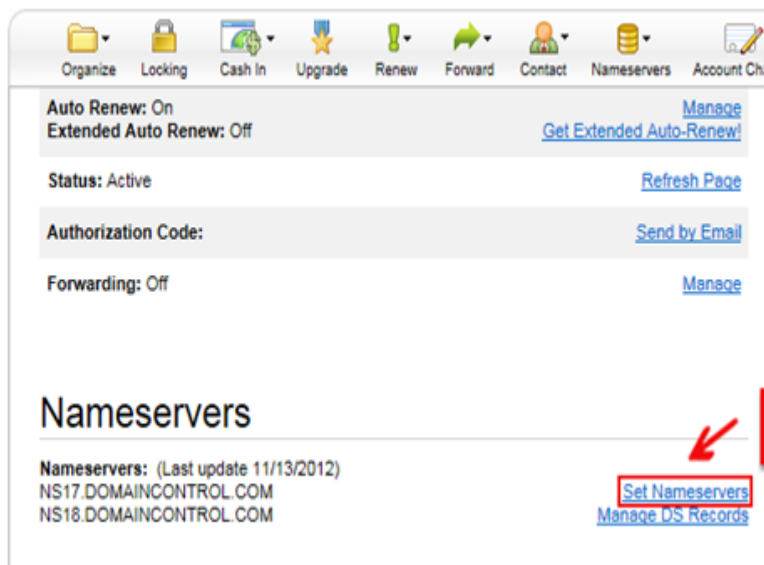 Organize Locking Cash In Upgrade Renew Forward Contact Nameservers Account Cha
Auto Renew: On Manage
Extended Auto Renew: Off Get Extended Auto-Renew!
Status: Active Refresh Page
Authorization Code: Send by Email
Forwarding: Off Manage
Nameservers
Nameservers: (Last update 11/13/2012)
NS17.DOMAINCONTROL.COM Set Nameservers
NS18.DOMAINCONTROL.COM Manage DS Records